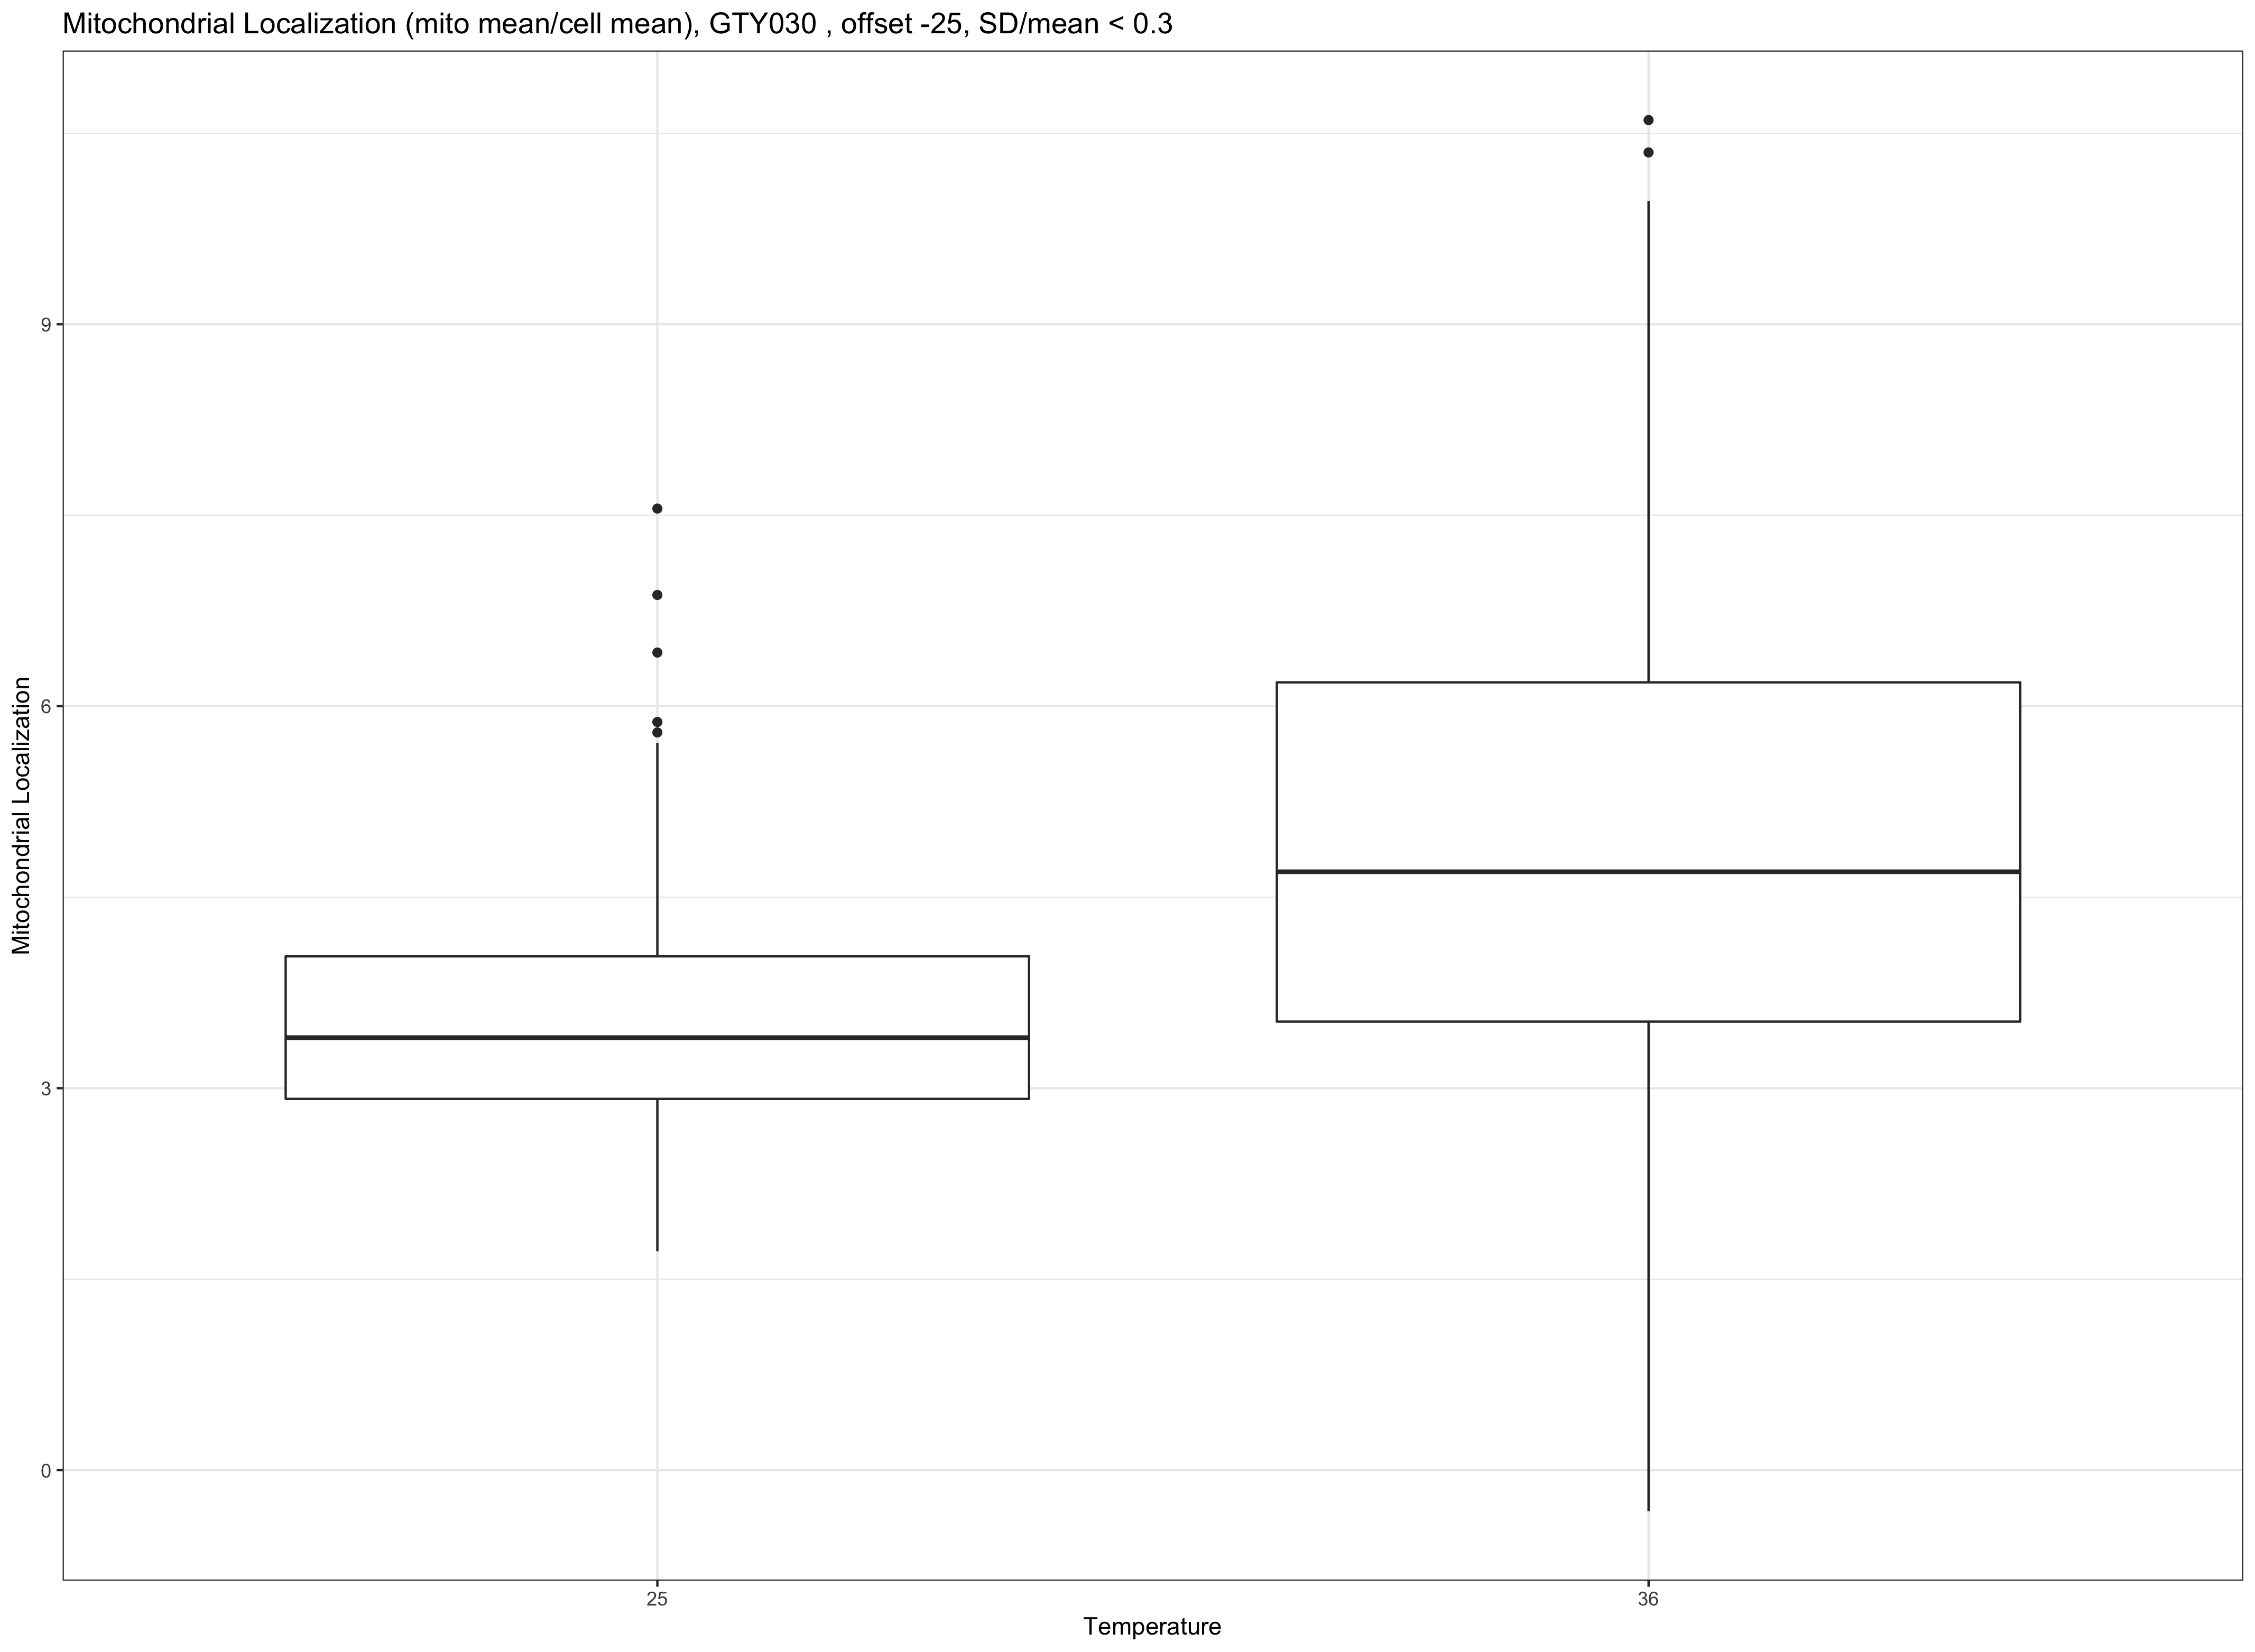 Mitochondrial Localization (mito mean/cell mean), GTY030 , offset -25, SD/mean < 0.3
Mitochondrial Localization
9
6
3
0
25
36
Temperature